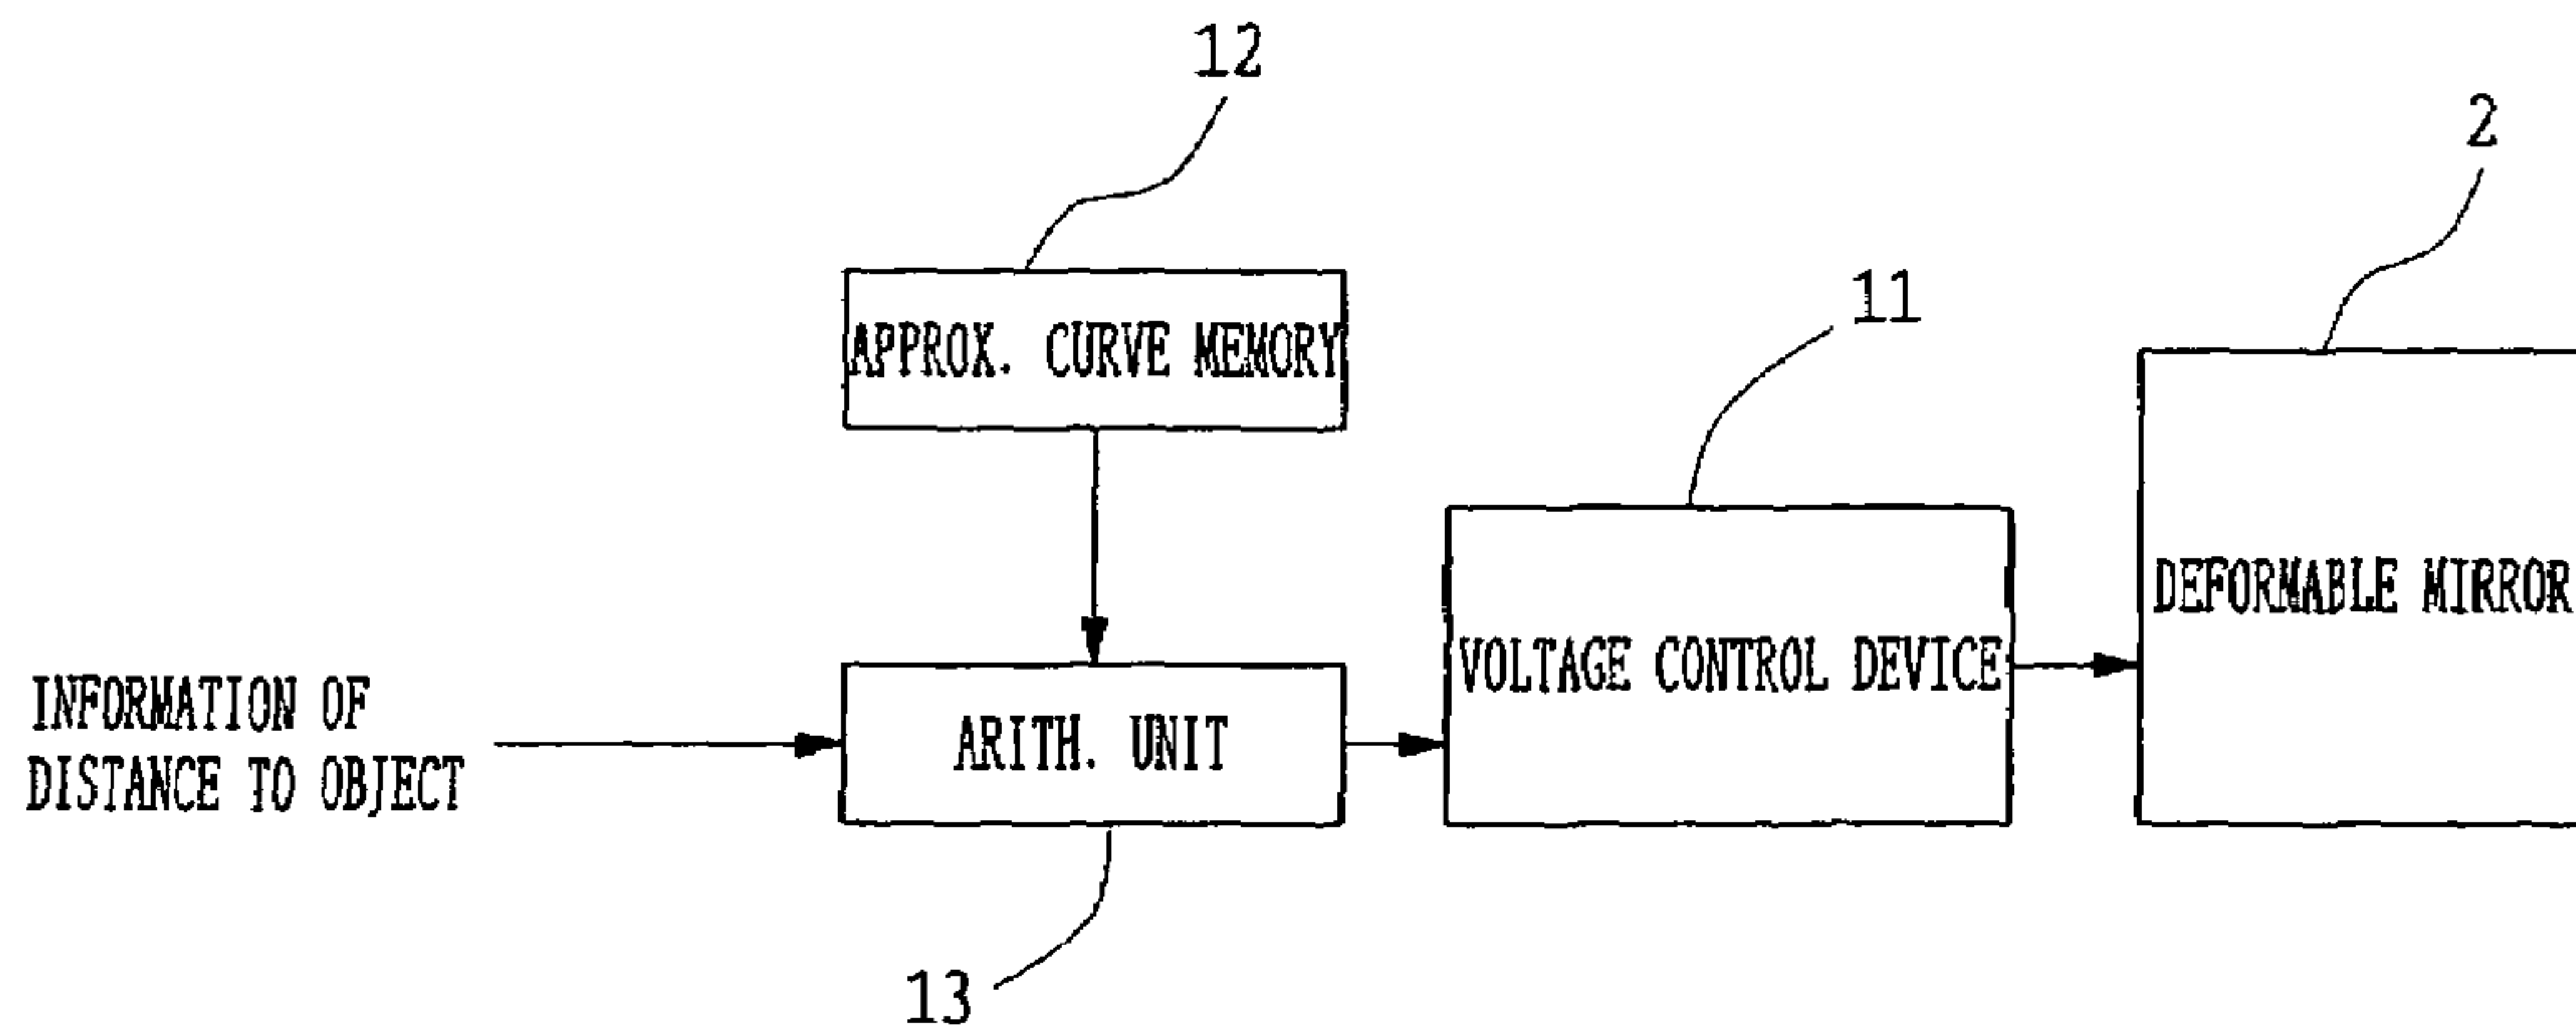 12
2
APPROX. CURVE MEMORY
11
DEFORMABLE MIRROR
VOLTAGE CONTROL DEVICE
INFORMATION OF
DISTANCE TO OBJECT
ARITH. UNIT
13